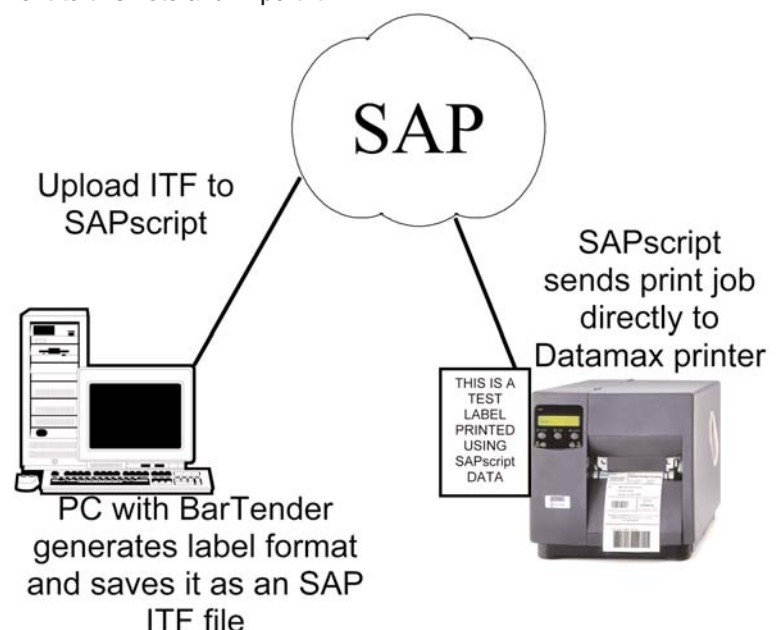 SAP
Upload ITF to
SAPscript
SAPscript
sends print job
directly to
Datamax printer
THIS IS A
TEST
LABEL
PRINTED
USING
SAPscript
DATA
PC with BarTender
generates label format
and saves it as an SAP
ITF file